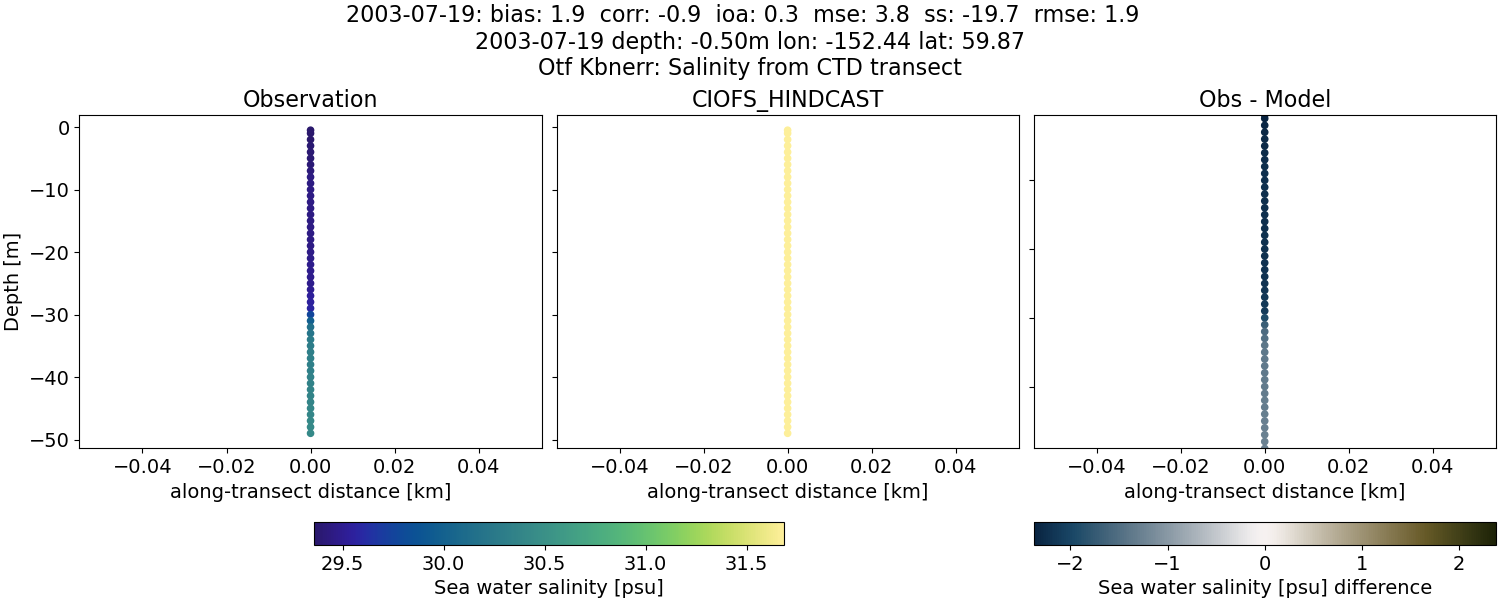 2003-07-19: bias: 1.9  corr: -0.9  ioa: 0.3  mse: 3.8  ss: -19.7  rmse: 1.9
2003-07-19 depth: -0.50m lon: -152.44 lat: 59.87
Otf Kbnerr: Salinity from CTD transect
Observation
CIOFS_HINDCAST
Obs - Model
Depth [m]
0
−10
−20
−30
−40
−50
−0.04 −0.02 0.00 0.02 0.04
−0.04 −0.02 0.00 0.02 0.04
−0.04 −0.02 0.00 0.02 0.04
along-transect distance [km]
along-transect distance [km]
along-transect distance [km]
29.5 30.0 30.5 31.0 31.5
Sea water salinity [psu]
−2 −1 0 1 2
Sea water salinity [psu] difference